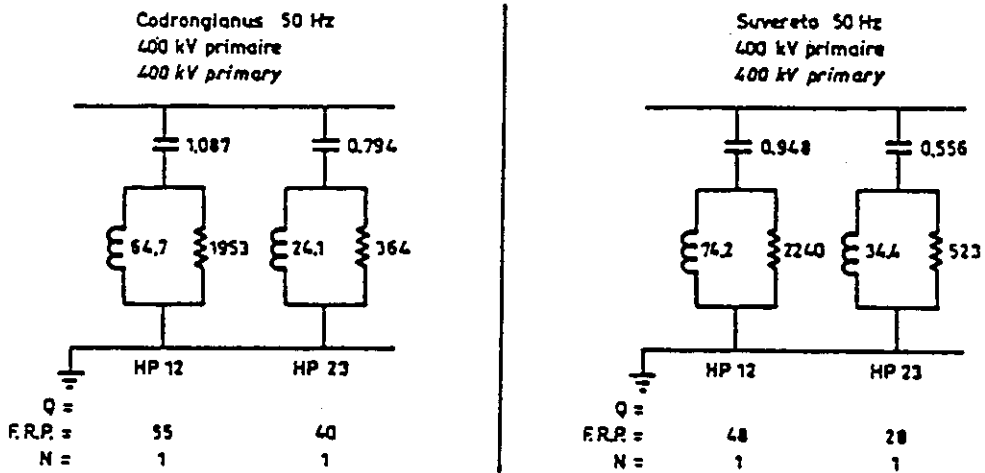 Codrongianus 50 Hz
400 kV primaire
400 kV primary
1,087
0.794
64,7
1953
24,1
364
HP 12
HP 23
Q =
F.R.P. = 55 40
N = 1 1
Suvereto 50 Hz
400 kV primaire
400 kV primary
0,948
0,556
74,2
2240
34,4
523
HP 12
HP 23
Q =
F.R.P. = 48 28
N = 1 1